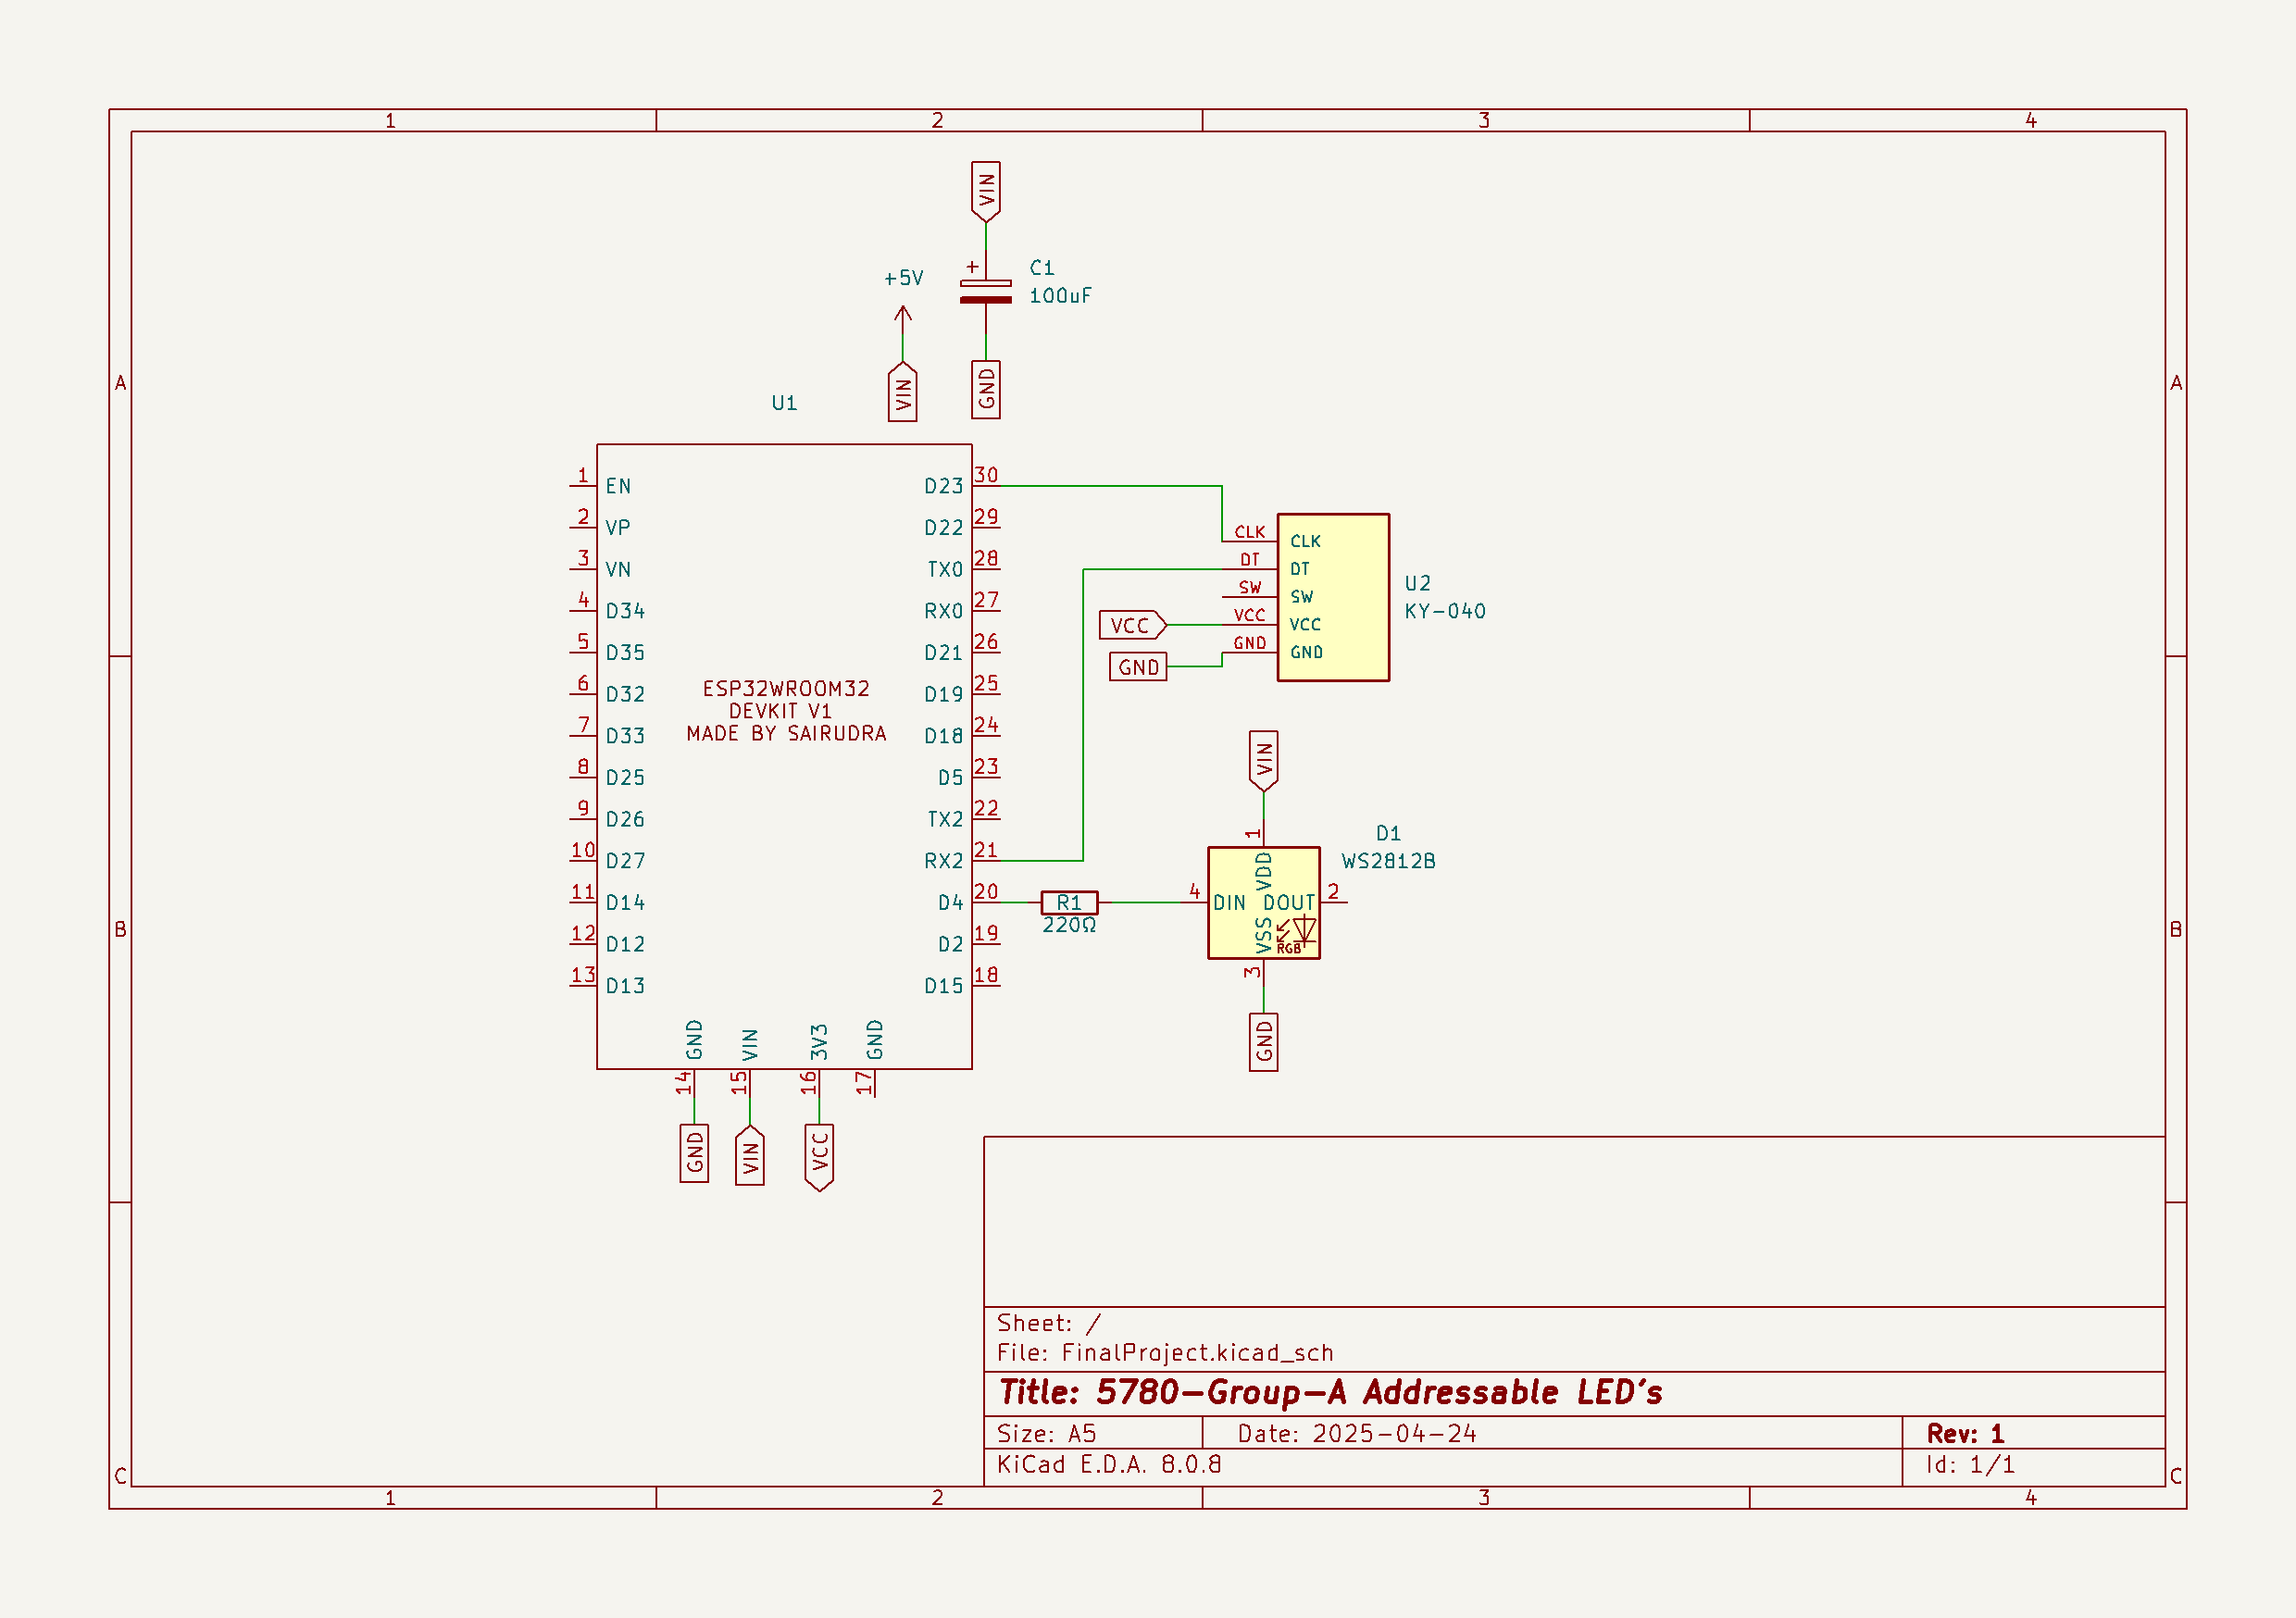 1 2 3 4
A A
B B
C C
VIN
+
C1
100uF
+5V
VIN
GND
U1
1 EN
2 VP
3 VN
4 D34
5 D35
6 D32
7 D33
8 D25
9 D26
10 D27
11 D14
12 D12
13 D13
ESP32WROOM32
DEVKIT V1
MADE BY SAIRUDRA
D23 30
D22 29
TX0 28
RX0 27
D21 26
D19 25
D18 24
D5 23
TX2 22
RX2 21
D4 20
D2 19
D15 18
GND 14
VIN 15
3V3 16
GND 17
GND
VIN
VCC
CLK CLK
DT DT
SW SW
VCC VCC VCC
GND GND GND
U2
KY-040
R1
220Ω
VIN
1
D1
WS2812B
VDD
4 DIN DOUT 2
VSS
RGB
3
GND
Sheet: /
File: FinalProject.kicad_sch
Title: 5780-Group-A Addressable LED's
Size: A5 Date: 2025-04-24 Rev: 1
KiCad E.D.A. 8.0.8 Id: 1/1
1 2 3 4